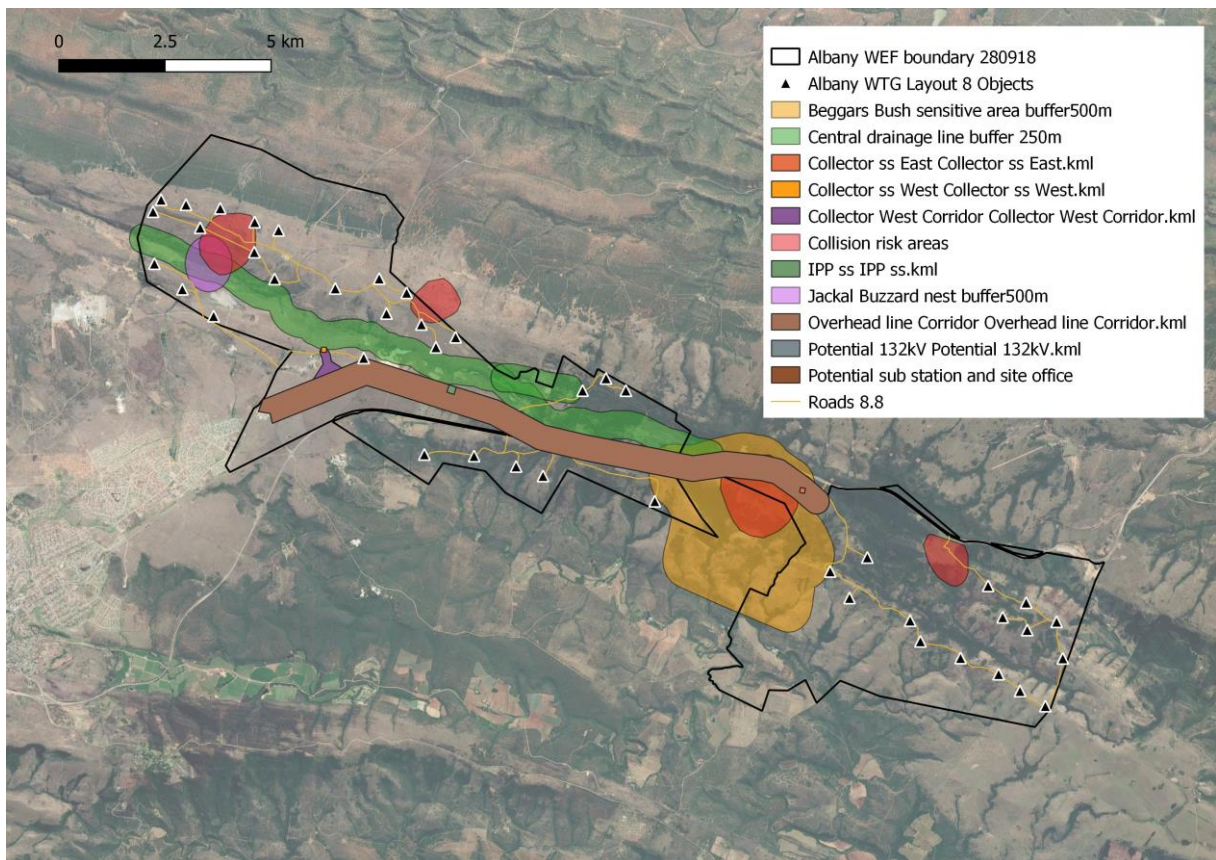 0 2.5 5 km
Albany WEF boundary 280918
Albany WTG Layout 8 Objects
Beggars Bush sensitive area buffer500m
Central drainage line buffer 250m
Collector ss East Collector ss East.kml
Collector ss West Collector ss West.kml
Collector West Corridor Collector West Corridor.kml
Collision risk areas
IPP ss IPP ss.kml
Jackal Buzzard nest buffer500m
Overhead line Corridor Overhead line Corridor.kml
Potential 132kV Potential 132kV.kml
Potential sub station and site office
Roads 8.8